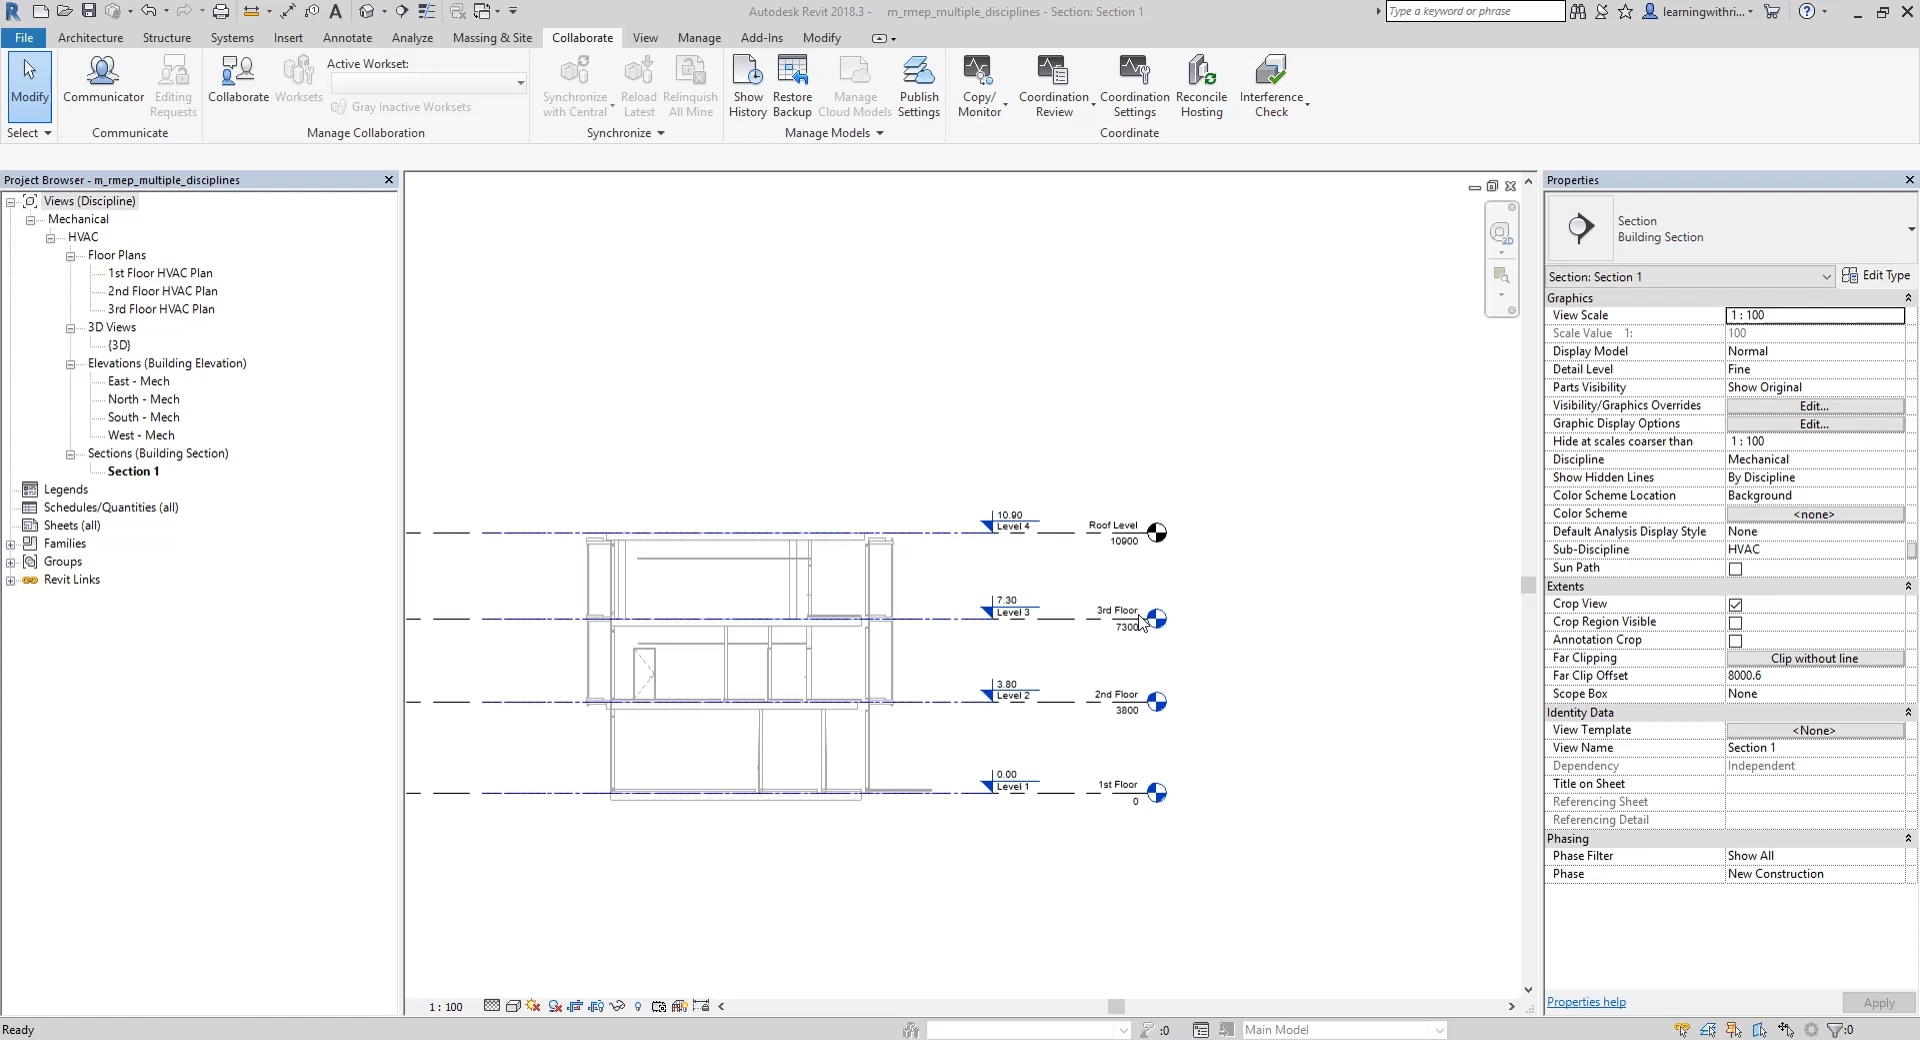 Autodesk Revit 2018.3 - m_rmep_multiple_disciplines - Section: Section 1
Type a keyword or phrase
learningwithri...
File Architecture Structure Systems Insert Annotate Analyze Massing & Site Collaborate View Manage Add-Ins Modify
Modify
Select
Communicator
Editing Requests
Communicate
Collaborate
Worksets
Active Workset:
Gray Inactive Worksets
Manage Collaboration
Synchronize with Central
Reload Latest
Relinquish All Mine
Synchronize
Show History
Restore Backup
Manage Cloud Models
Publish Settings
Manage Models
Copy/ Monitor
Coordination Review
Coordination Settings
Reconcile Hosting
Interference Check
Coordinate
Project Browser - m_rmep_multiple_disciplines
Views (Discipline)
Mechanical
HVAC
Floor Plans
1st Floor HVAC Plan
2nd Floor HVAC Plan
3rd Floor HVAC Plan
3D Views
{3D}
Elevations (Building Elevation)
East - Mech
North - Mech
South - Mech
West - Mech
Sections (Building Section)
Section 1
Legends
Schedules/Quantities (all)
Sheets (all)
Families
Groups
Revit Links
2D
10.90
Level 4
Roof Level
10900
7.30
Level 3
3rd Floor
7300
3.80
Level 2
2nd Floor
3800
0.00
Level 1
1st Floor
0
Properties
Section
Building Section
Section: Section 1
Edit Type
Graphics
View Scale 1 : 100
Scale Value 1: 100
Display Model Normal
Detail Level Fine
Parts Visibility Show Original
Visibility/Graphics Overrides Edit...
Graphic Display Options Edit...
Hide at scales coarser than 1 : 100
Discipline Mechanical
Show Hidden Lines By Discipline
Color Scheme Location Background
Color Scheme <none>
Default Analysis Display Style None
Sub-Discipline HVAC
Sun Path
Extents
Crop View
Crop Region Visible
Annotation Crop
Far Clipping Clip without line
Far Clip Offset 8000.6
Scope Box None
Identity Data
View Template <None>
View Name Section 1
Dependency Independent
Title on Sheet
Referencing Sheet
Referencing Detail
Phasing
Phase Filter Show All
Phase New Construction
Properties help
Apply
1 : 100
Ready
:0
Main Model
:0